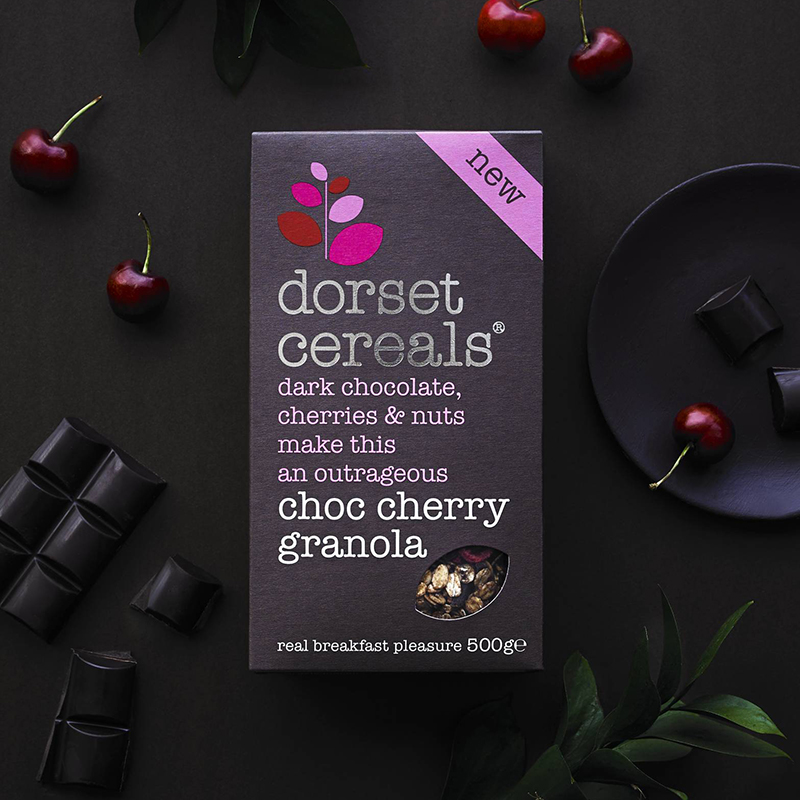 new
dorset
cereals®
dark chocolate,
cherries & nuts
make this
an outrageous
choc cherry
granola
real breakfast pleasure 500g℮